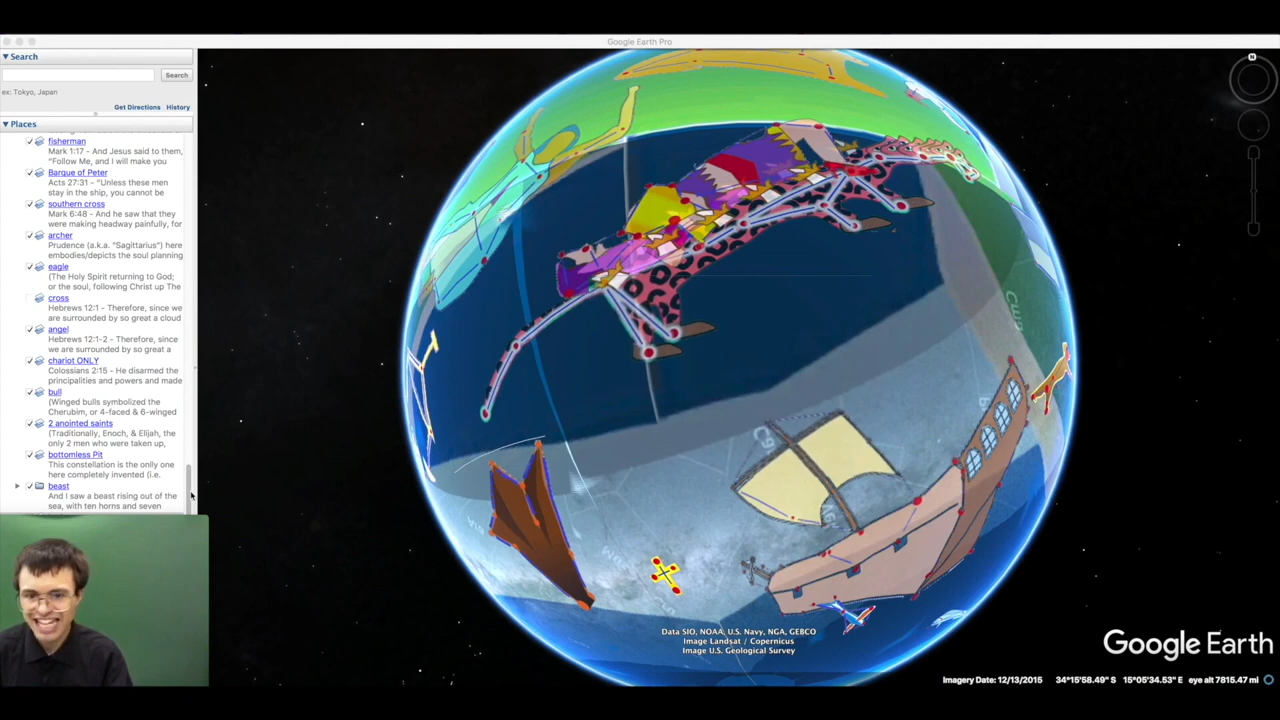 Google Earth Pro
Search
Search
ex: Tokyo, Japan
Get Directions
History
Places
fisherman
Mark 1:17 - And Jesus said to them,
"Follow Me, and I will make you
Barque of Peter
Acts 27:31 - "Unless these men
stay in the ship, you cannot be
southern cross
Mark 6:48 - And he saw that they
were making headway painfully, for
archer
Prudence (a.k.a. "Sagittarius") here
embodies/depicts the soul planning
eagle
(The Holy Spirit returning to God;
or the soul, following Christ up The
cross
Hebrews 12:1 - Therefore, since we
are surrounded by so great a cloud
angel
Hebrews 12:1-2 - Therefore, since
we are surrounded by so great a
chariot ONLY
Colossians 2:15 - He disarmed the
principalities and powers and made
bull
(Winged bulls symbolized the
Cherubim, or 4-faced & 6-winged
2 anointed saints
(Traditionally, Enoch, & Elijah, the
only 2 men who were taken up,
bottomless Pit
This constellation is the onlly one
here completely invented (i.e.
beast
And I saw a beast rising out of the
sea, with ten horns and seven
N
Data SIO, NOAA, U.S. Navy, NGA, GEBCO
Image Landsat / Copernicus
Image U.S. Geological Survey
Google Earth
Imagery Date: 12/13/2015 34°15'58.49" S 15°05'34.53" E eye alt 7815.47 mi